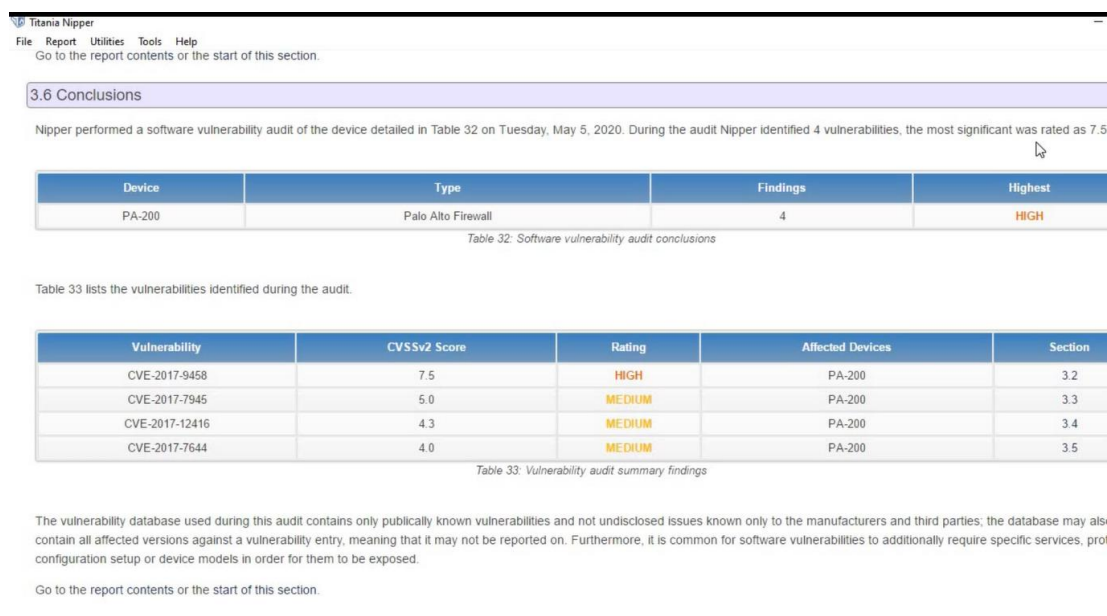 Titania Nipper
File Report Utilities Tools Help
Go to the report contents or the start of this section.
3.6 Conclusions
Nipper performed a software vulnerability audit of the device detailed in Table 32 on Tuesday, May 5, 2020. During the audit Nipper identified 4 vulnerabilities, the most significant was rated as 7.5
Device Type Findings Highest
PA-200 Palo Alto Firewall 4 HIGH
Table 32: Software vulnerability audit conclusions
Table 33 lists the vulnerabilities identified during the audit.
Vulnerability CVSSv2 Score Rating Affected Devices Section
CVE-2017-9458 7.5 HIGH PA-200 3.2
CVE-2017-7945 5.0 MEDIUM PA-200 3.3
CVE-2017-12416 4.3 MEDIUM PA-200 3.4
CVE-2017-7644 4.0 MEDIUM PA-200 3.5
Table 33: Vulnerability audit summary findings
The vulnerability database used during this audit contains only publically known vulnerabilities and not undisclosed issues known only to the manufacturers and third parties; the database may
contain all affected versions against a vulnerability entry, meaning that it may not be reported on. Furthermore, it is common for software vulnerabilities to additionally require specific services,
configuration setup or device models in order for them to be exposed.
Go to the report contents or the start of this section.